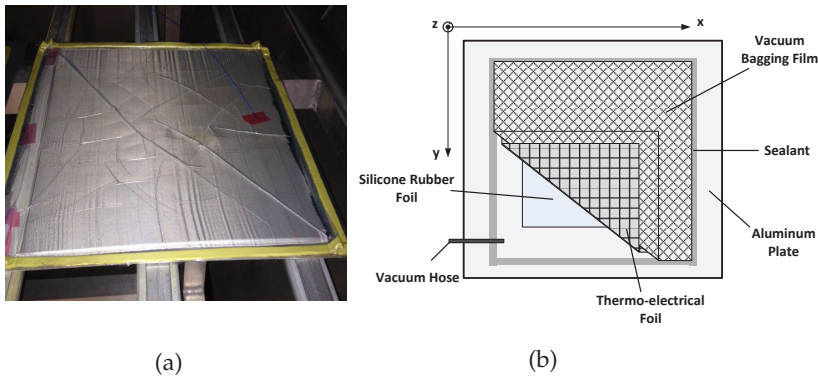 z
x
y
Vacuum
Bagging Film
Sealant
Silicone Rubber
Foil
Aluminum
Plate
Vacuum Hose
Thermo-electrical
Foil
(a)
(b)